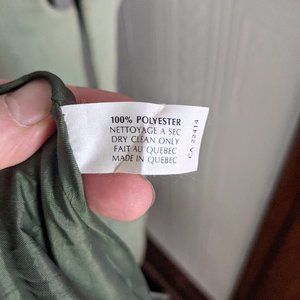 100% POLYESTER
NETTOYAGE A SEC
DRY CLEAN ONLY
FAIT AU QUEBEC
MADE IN QUEBEC
CA 22414